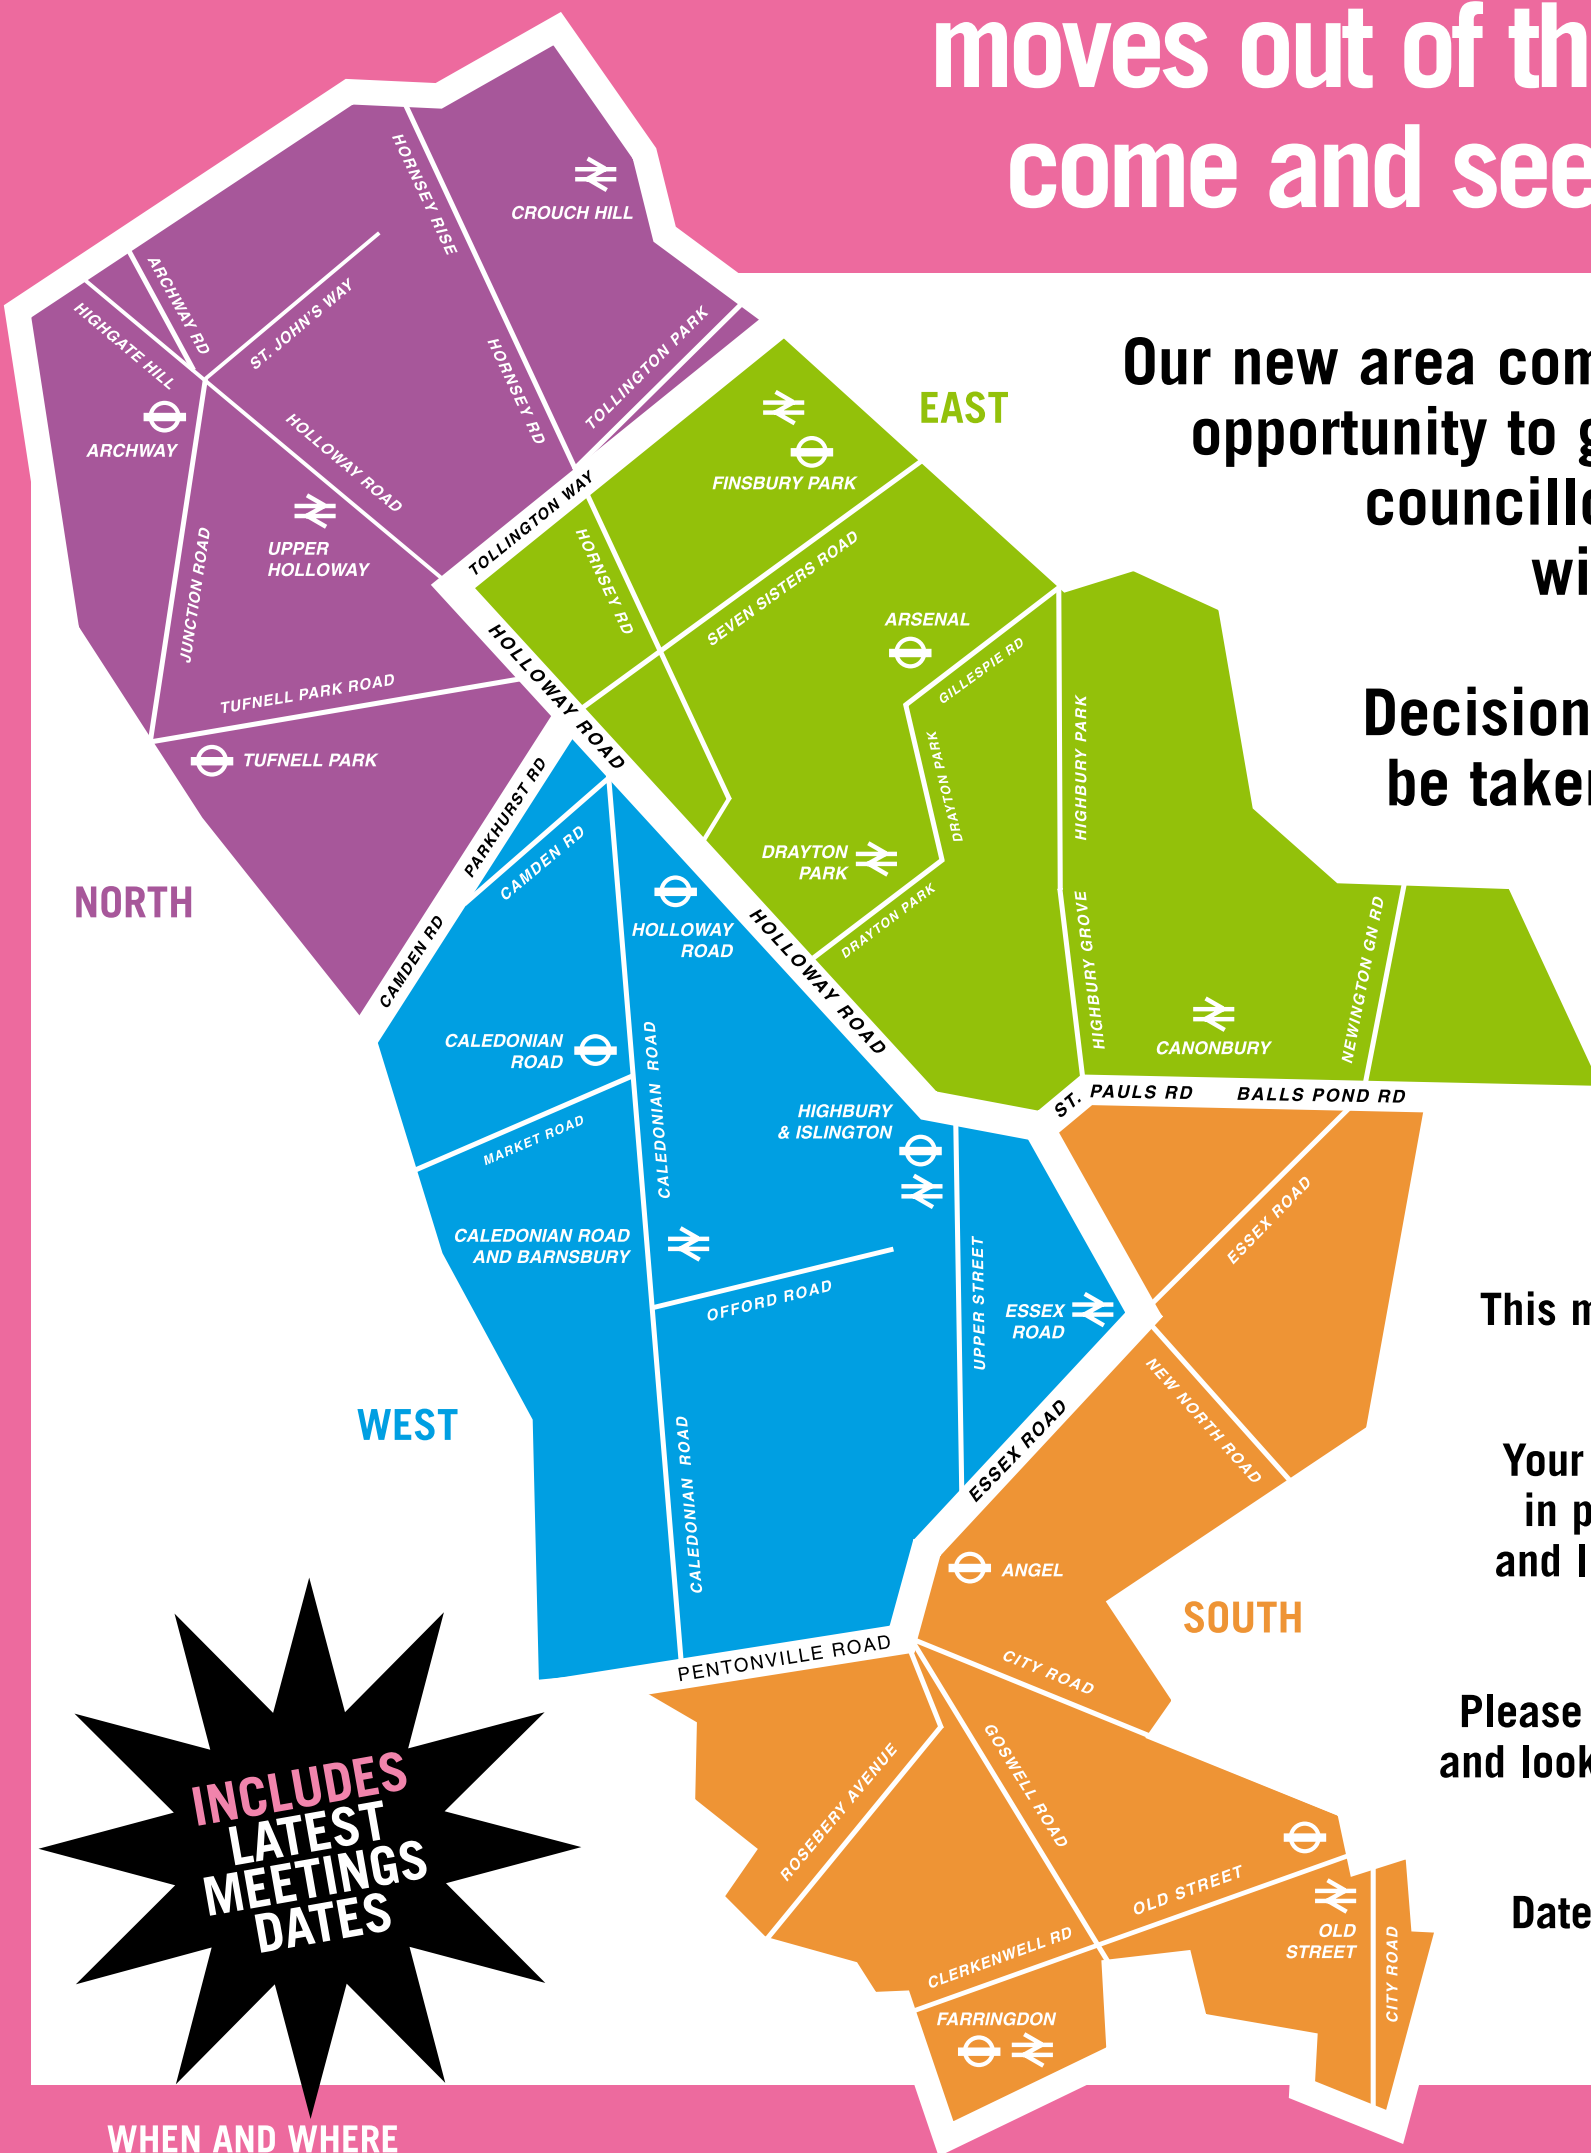 moves out of th
come and see
Our new area com
opportunity to g
councillo
wi
Decision
be taken
This m
Your
in p
and l
Please
and look
Date
NORTH
HORNSEY RISE
CROUCH HILL
ARCHWAY RD
HIGHGATE HILL
ST. JOHN'S WAY
HORNSEY RD
TOLLINGTON PARK
ARCHWAY
HOLLOWAY ROAD
UPPER
HOLLOWAY
JUNCTION ROAD
TUFNELL PARK ROAD
TUFNELL PARK
TOLLINGTON WAY
HOLLOWAY ROAD
PARKHURST RD
CAMDEN RD
EAST
FINSBURY PARK
HORNSEY RD
SEVEN SISTERS ROAD
ARSENAL
GILLESPIE RD
DRAYTON PARK
HIGHBURY PARK
DRAYTON
PARK
DRAYTON PARK
HIGHBURY GROVE
CANONBURY
NEWINGTON GN RD
HOLLOWAY ROAD
ST. PAULS RD
BALLS POND RD
WEST
CAMDEN RD
HOLLOWAY
ROAD
CALEDONIAN
ROAD
CALEDONIAN ROAD
MARKET ROAD
HIGHBURY
& ISLINGTON
CALEDONIAN ROAD
AND BARNSBURY
OFFORD ROAD
UPPER STREET
ESSEX
ROAD
CALEDONIAN ROAD
ESSEX ROAD
PENTONVILLE ROAD
SOUTH
ESSEX ROAD
NEW NORTH ROAD
ANGEL
CITY ROAD
GOSWELL ROAD
ROSEBERY AVENUE
OLD STREET
OLD
STREET
CITY ROAD
CLERKENWELL RD
FARRINGDON
INCLUDES
LATEST
MEETINGS
DATES
WHEN AND WHERE